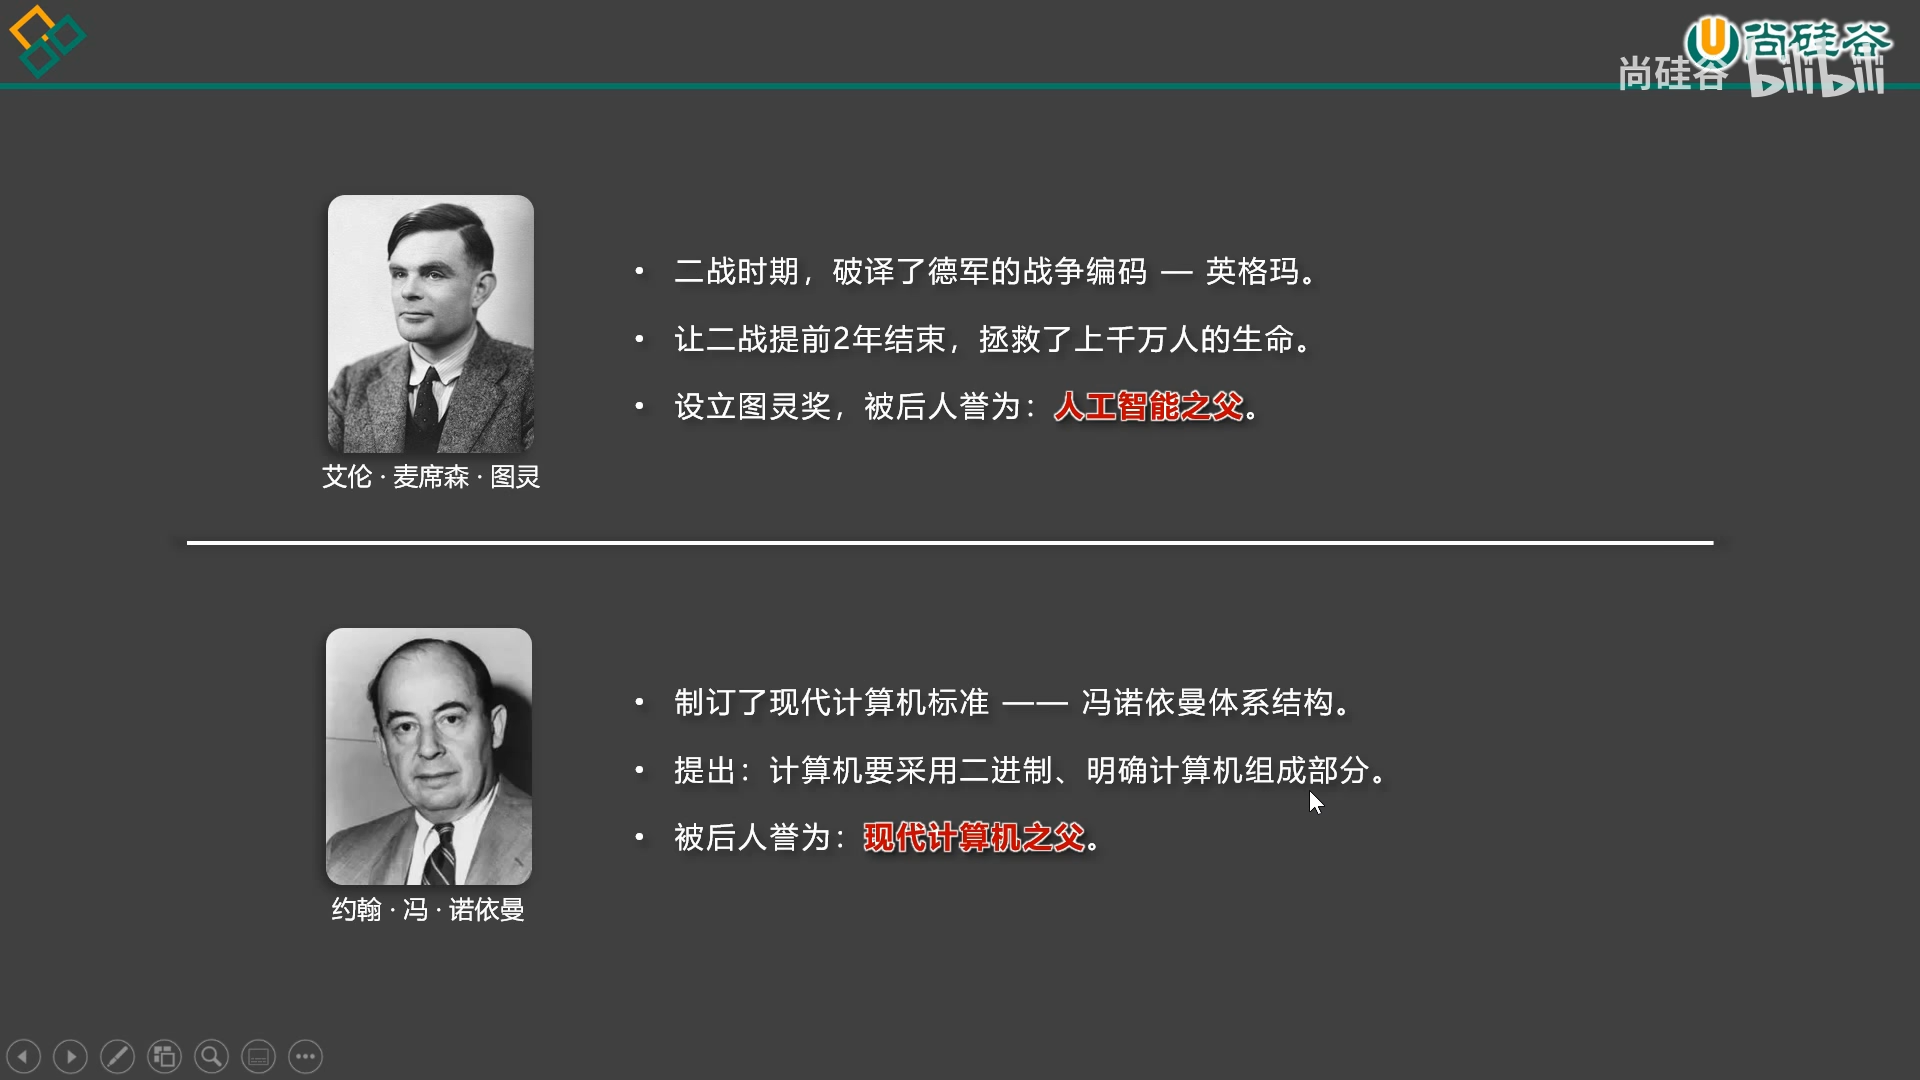 尚硅谷
尚硅谷 bilibili
• 二战时期，破译了德军的战争编码 — 英格玛。
• 让二战提前2年结束，拯救了上千万人的生命。
• 设立图灵奖，被后人誉为：人工智能之父。
艾伦 · 麦席森 · 图灵
• 制订了现代计算机标准 —— 冯诺依曼体系结构。
• 提出：计算机要采用二进制、明确计算机组成部分。
• 被后人誉为：现代计算机之父。
约翰 · 冯 · 诺依曼